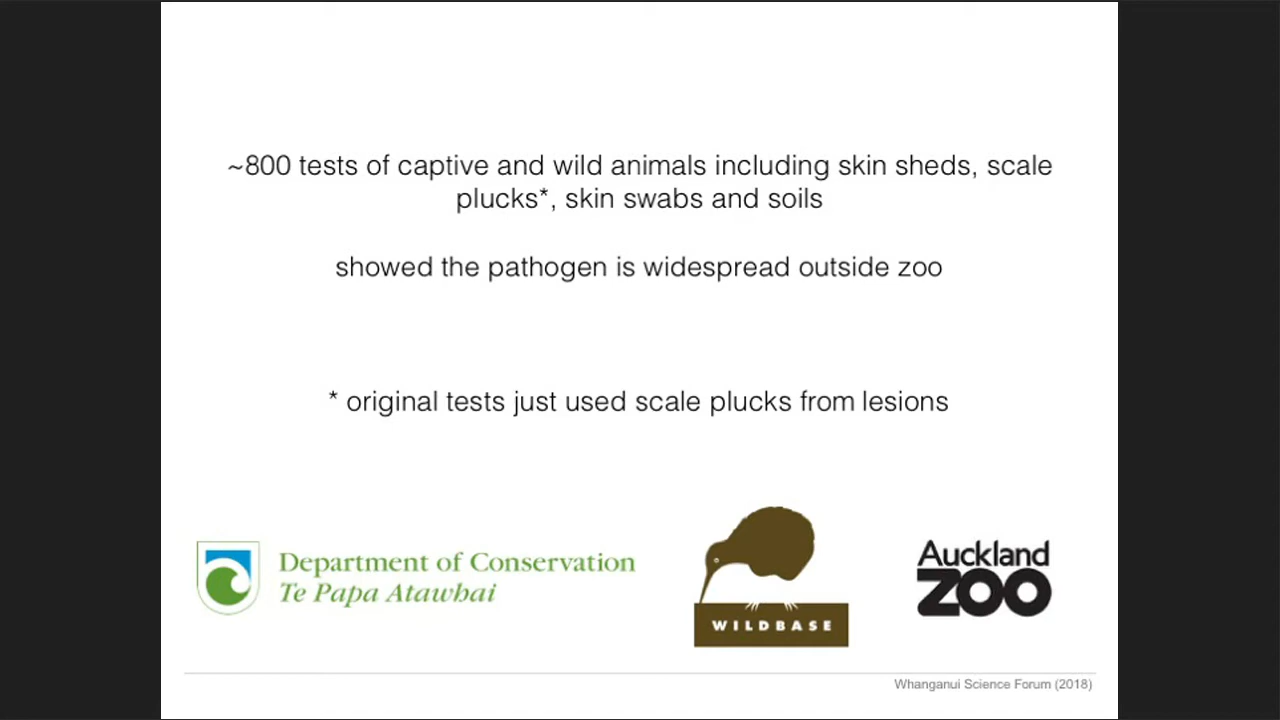 ~800 tests of captive and wild animals including skin sheds, scale
plucks*, skin swabs and soils
showed the pathogen is widespread outside zoo
* original tests just used scale plucks from lesions
Department of Conservation
Te Papa Atawhai
WILDBASE
Auckland
ZOO
Whanganui Science Forum (2018)